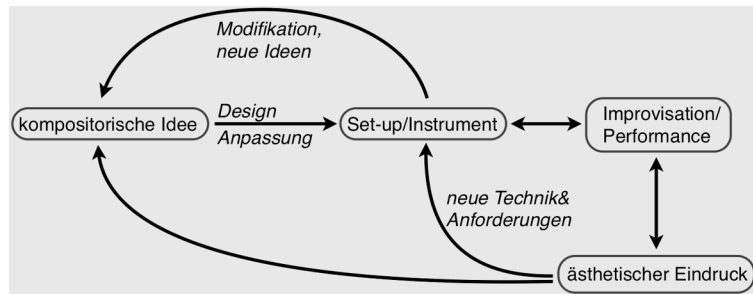 Modifikation,
neue Ideen
kompositorische Idee
Design
Anpassung
Set-up/Instrument
Improvisation/
Performance
neue Technik&
Anforderungen
ästhetischer Eindruck